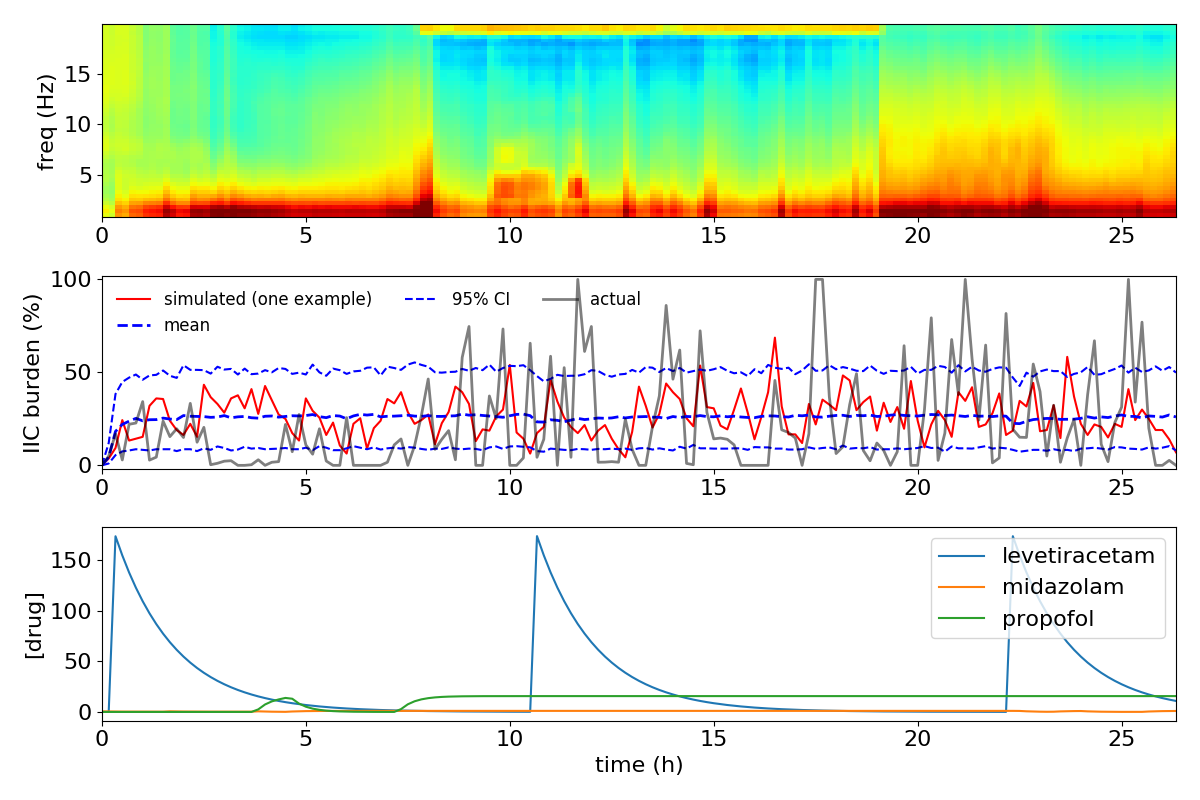 freq (Hz)
15
10
5
0 5 10 15 20 25
IIC burden (%)
100
50
0
simulated (one example) 95% CI actual
mean
0 5 10 15 20 25
[drug]
150
100
50
0
levetiracetam
midazolam
propofol
0 5 10 15 20 25
time (h)